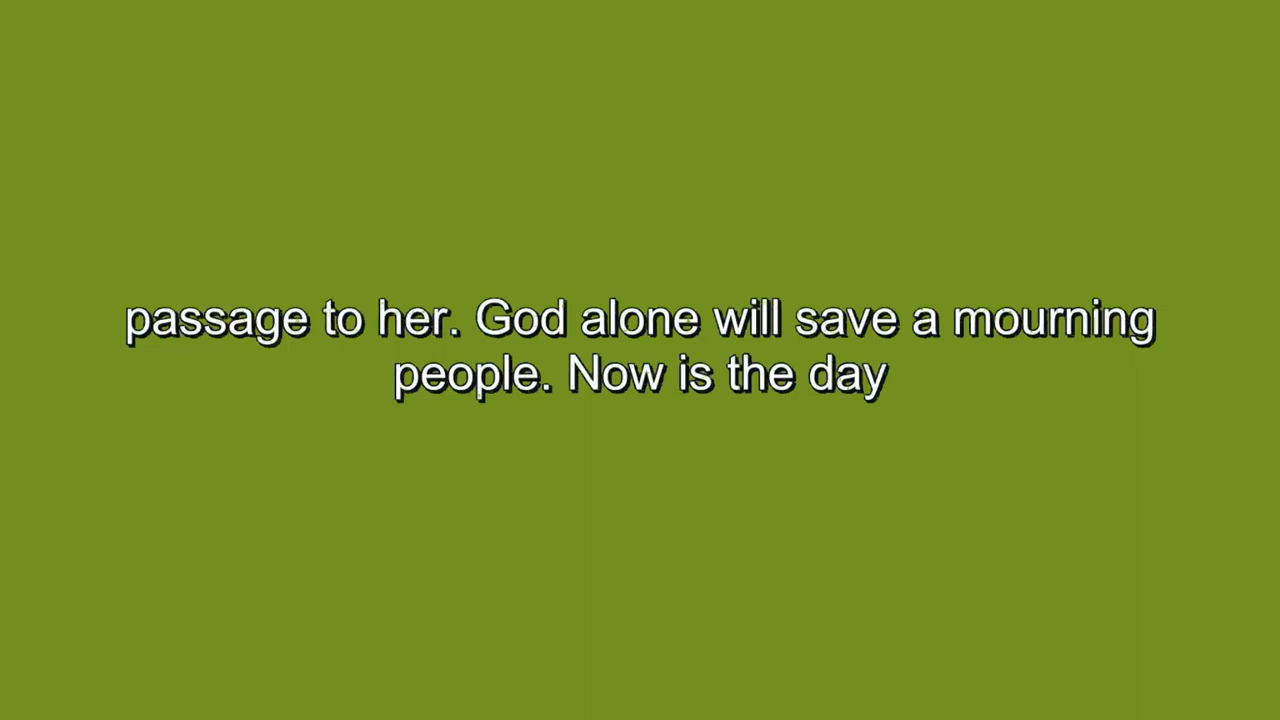 passage to her. God alone will save a mourning
people. Now is the day